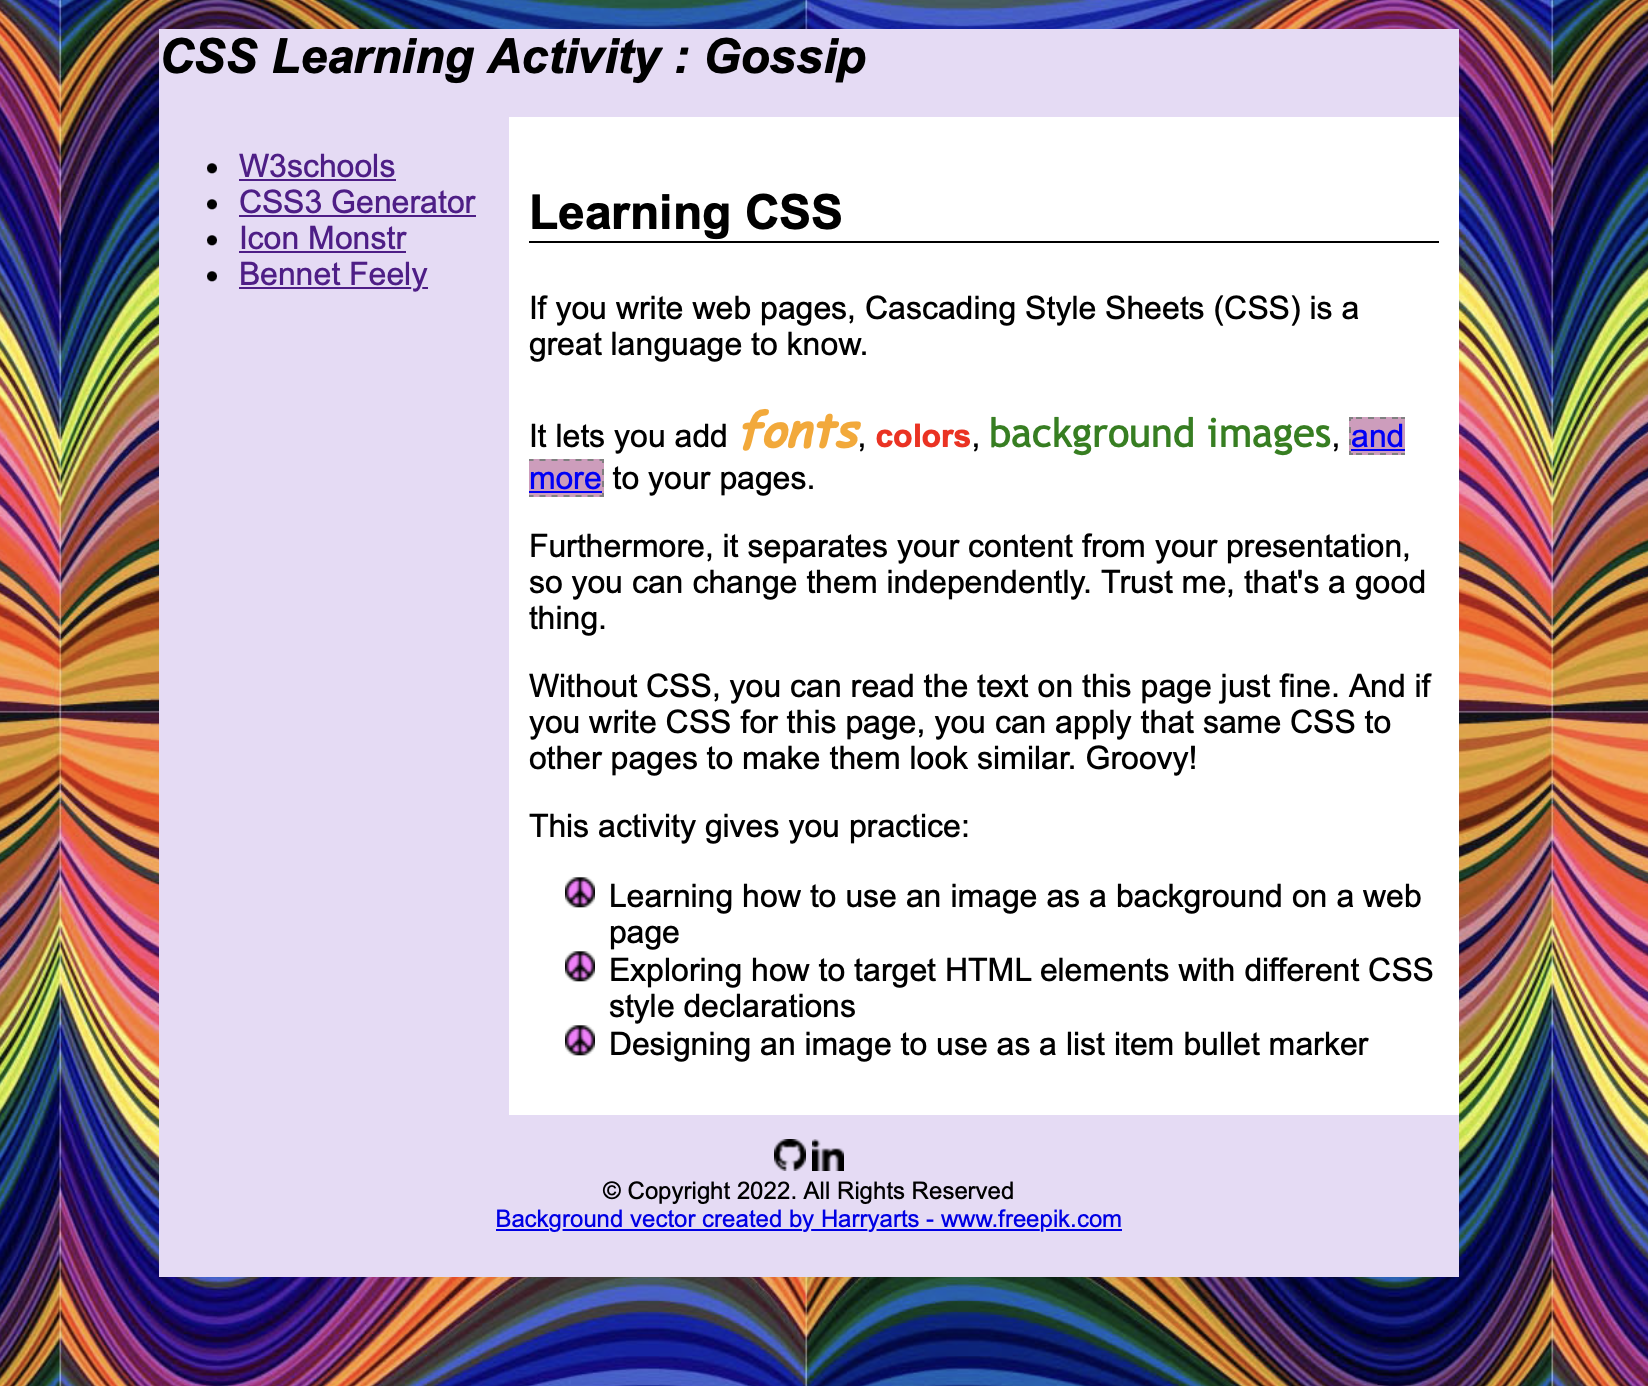 CSS Learning Activity : Gossip
W3schools
CSS3 Generator
Icon Monstr
Bennet Feely
Learning CSS
If you write web pages, Cascading Style Sheets (CSS) is a
great language to know.
It lets you add fonts, colors, background images, and
more to your pages.
Furthermore, it separates your content from your presentation,
so you can change them independently. Trust me, that's a good
thing.
Without CSS, you can read the text on this page just fine. And if
you write CSS for this page, you can apply that same CSS to
other pages to make them look similar. Groovy!
This activity gives you practice:
Learning how to use an image as a background on a web
page
Exploring how to target HTML elements with different CSS
style declarations
Designing an image to use as a list item bullet marker
in
© Copyright 2022. All Rights Reserved
Background vector created by Harryarts - www.freepik.com